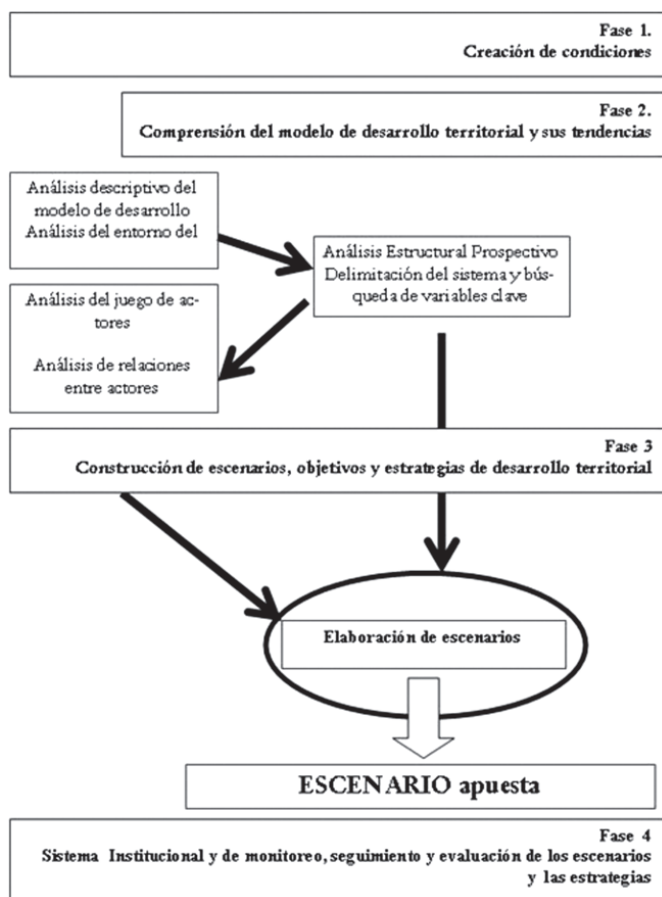 Fase 1.
Creación de condiciones
Fase 2.
Comprensión del modelo de desarrollo territorial y sus tendencias
Análisis descriptivo del
modelo de desarrollo
Análisis del entorno del
Análisis Estructural Prospectivo
Delimitación del sistema y bús-
queda de variables clave
Análisis del juego de ac-
tores
Análisis de relaciones
entre actores
Fase 3
Construcción de escenarios, objetivos y estrategias de desarrollo territorial
Elaboración de escenarios
ESCENARIO apuesta
Fase 4
Sistema Institucional y de monitoreo, seguimiento y evaluación de los escenarios
y las estrategias